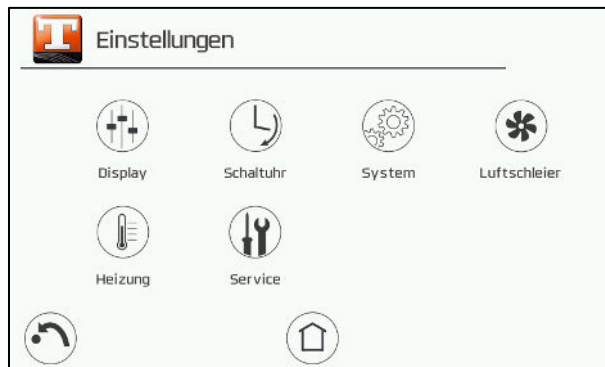 T Einstellungen
Display Schaltuhr System Luftschleier
Heizung Service